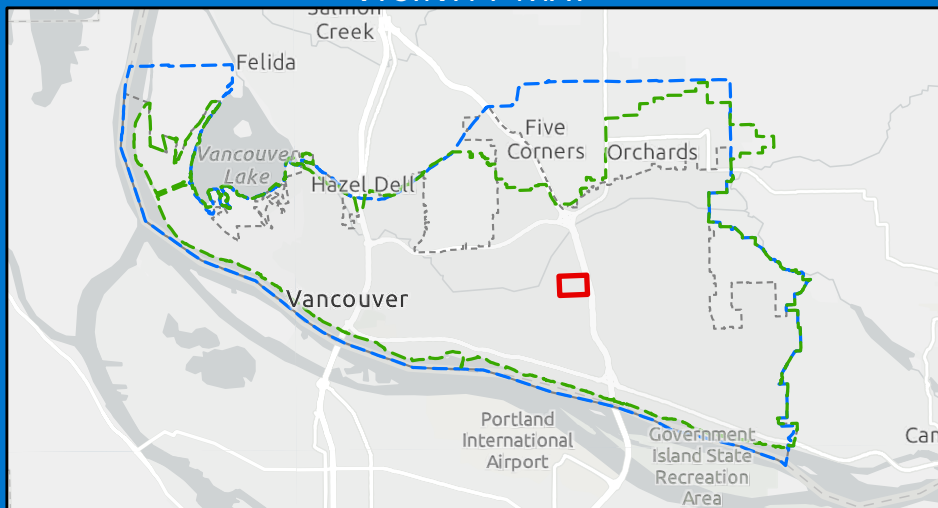 Salmon
Creek
Felida
Five
Corners
Orchards
Vancouver
Lake
Hazel Dell
Vancouver
Portland
International
Airport
Government
Island State
Recreation
Area